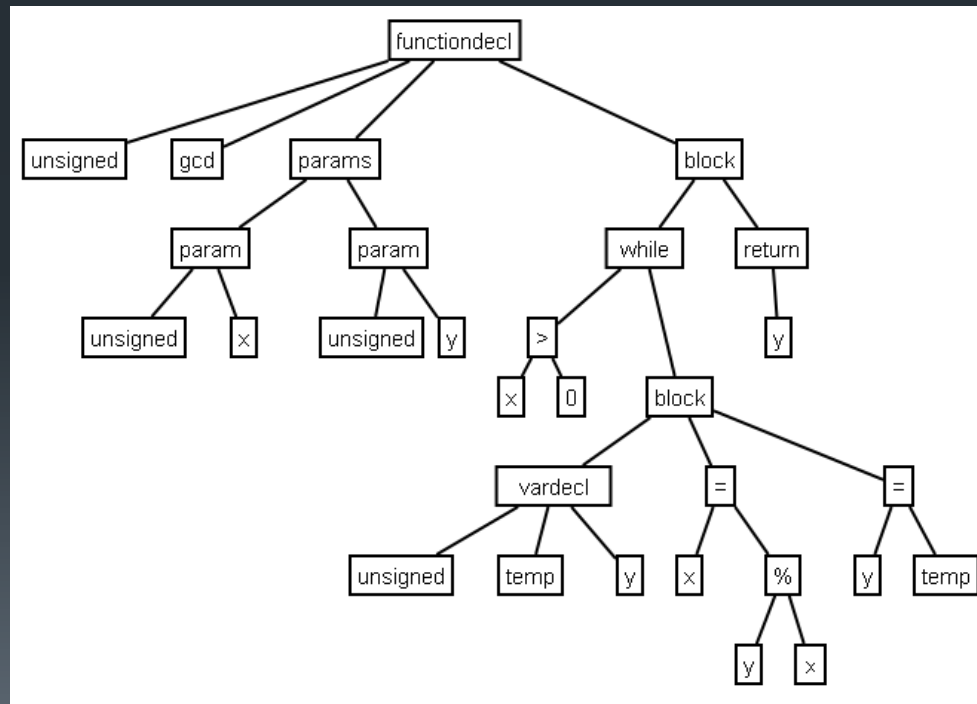 functiondecl
unsigned gcd params block
param param while return
unsigned x unsigned y > y
x 0 block
vardecl = =
unsigned temp y x % y temp
y x